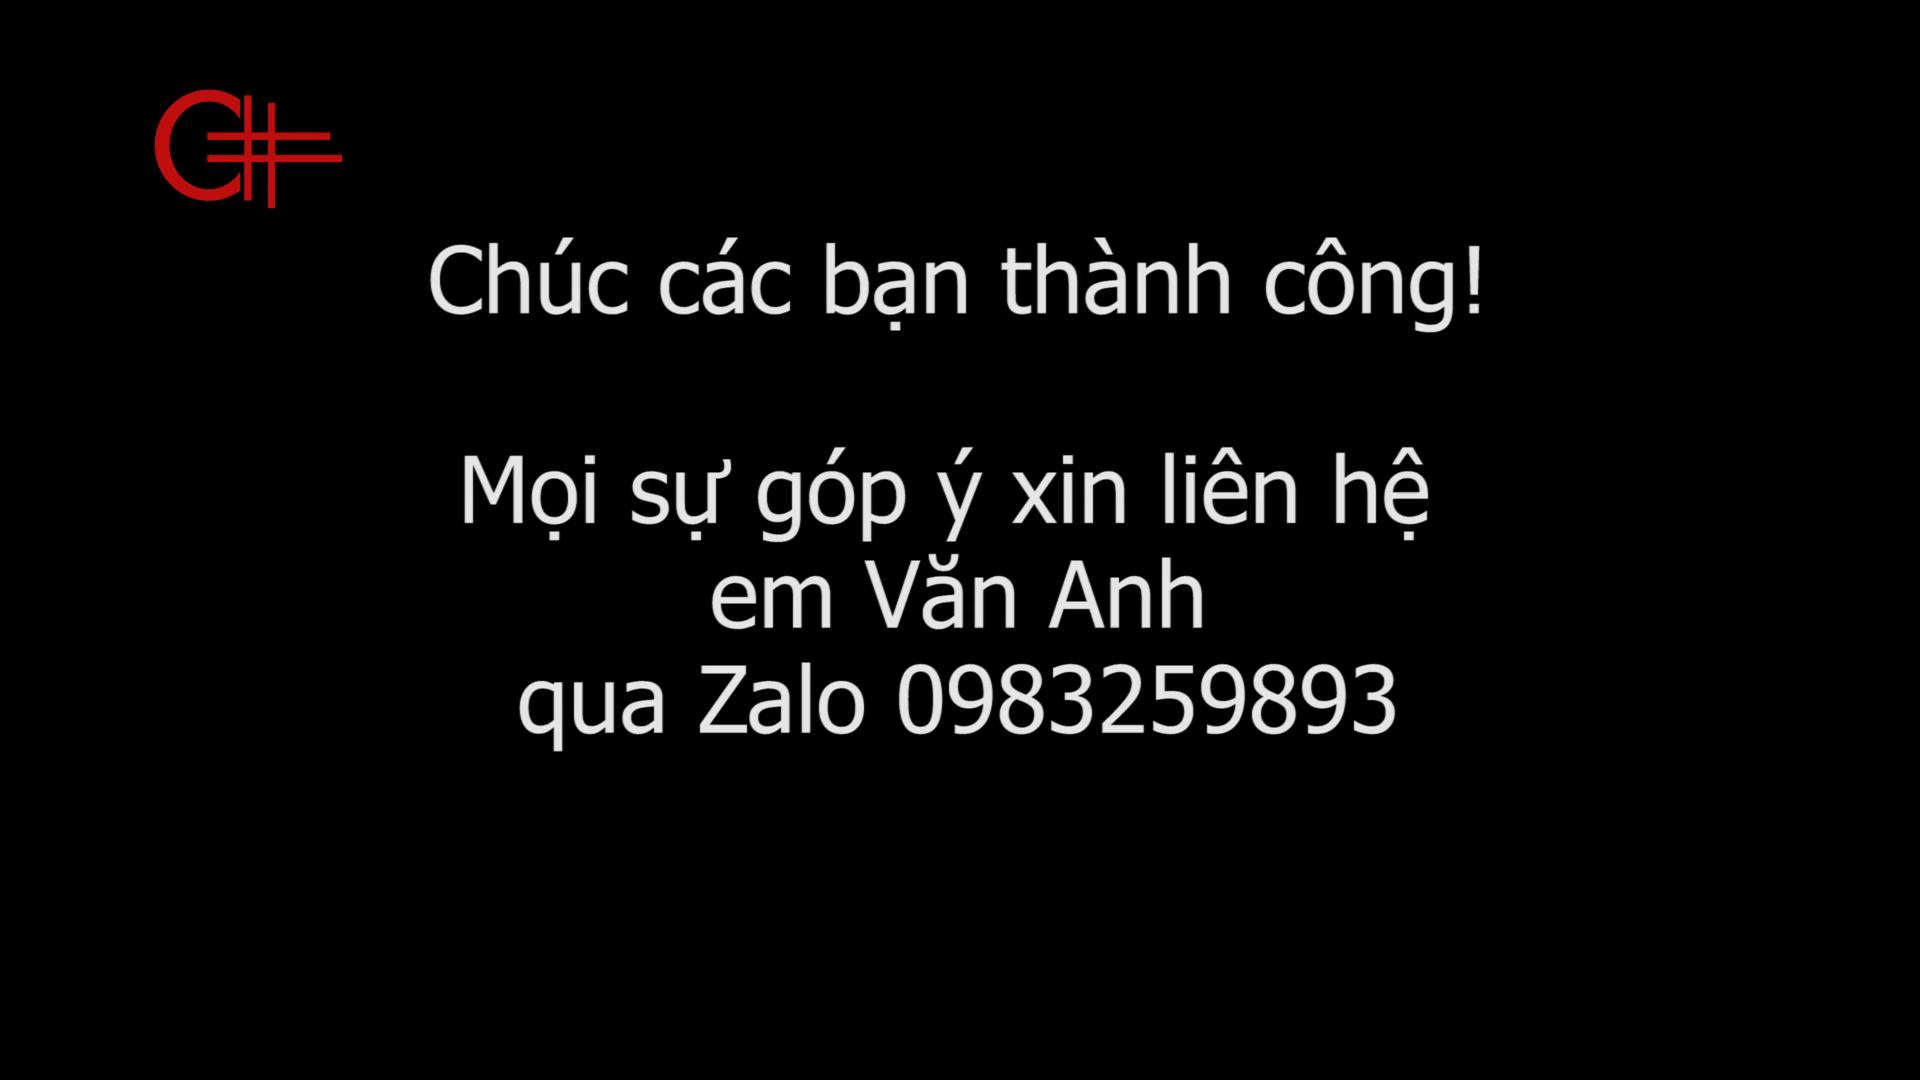 Chúc các bạn thành công!
Mọi sự góp ý xin liên hệ
em Văn Anh
qua Zalo 0983259893